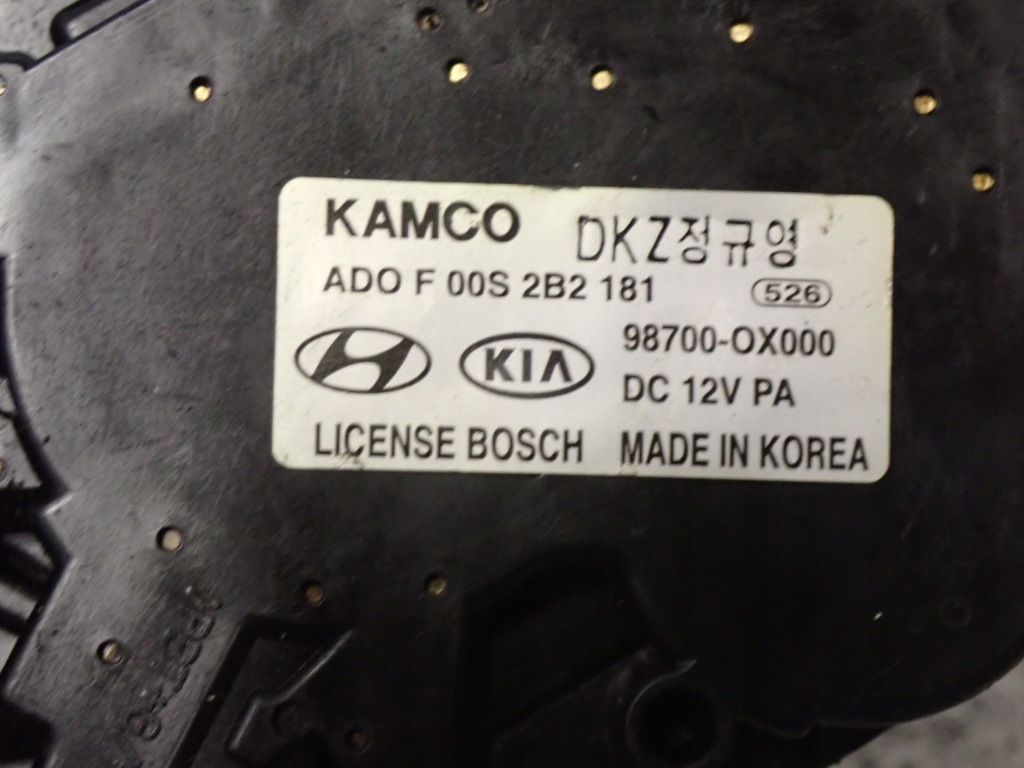 KAMCO DKZ정규영
ADO F 00S 2B2 181 526
KIA 98700-OX000
DC 12V PA
LICENSE BOSCH MADE IN KOREA